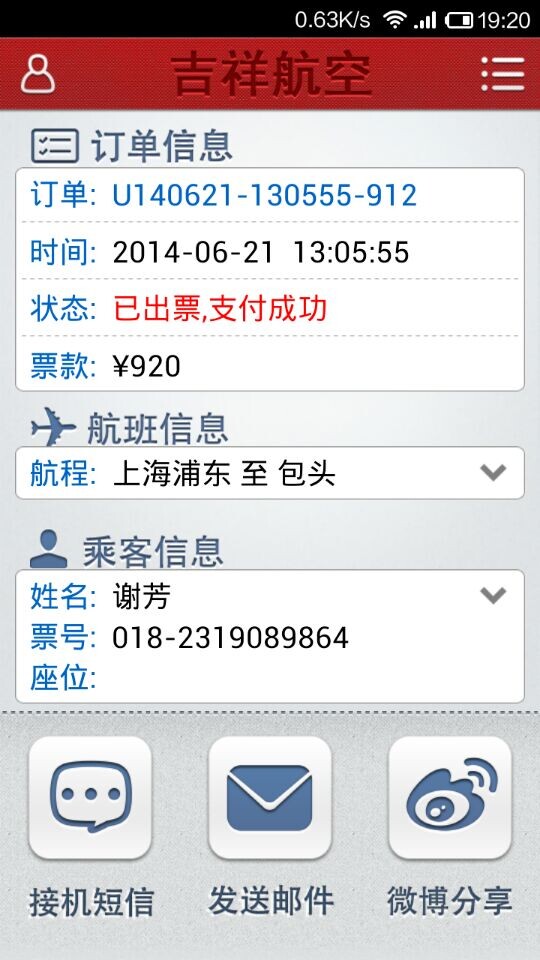 0.63K/s 19:20
吉祥航空
订单信息
订单: U140621-130555-912
时间: 2014-06-21 13:05:55
状态: 已出票,支付成功
票款: ¥920
航班信息
航程: 上海浦东 至 包头
乘客信息
姓名: 谢芳
票号: 018-2319089864
座位:
接机短信 发送邮件 微博分享